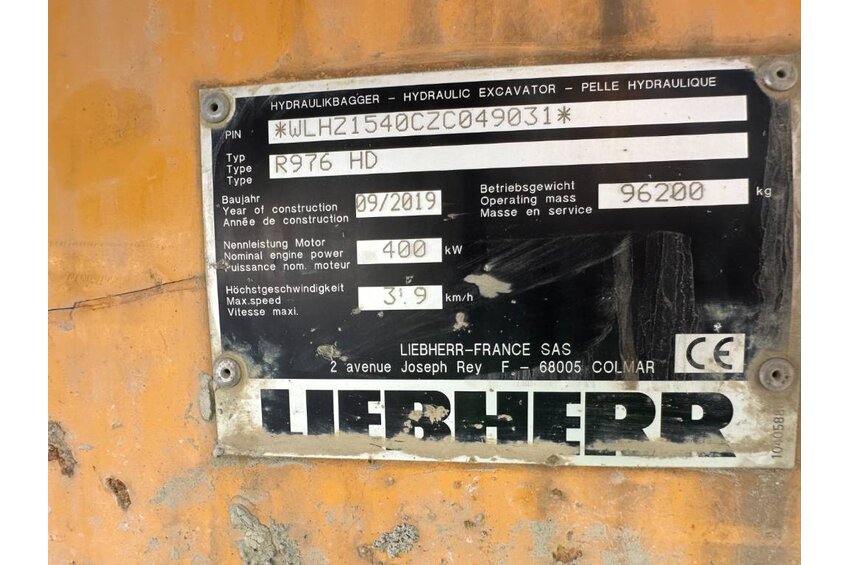 HYDRAULIKBAGGER - HYDRAULIC EXCAVATOR - PELLE HYDRAULIQUE
PIN *WLHZ1540CZC049031*
Typ
Type R976 HD
Type
Baujahr
Year of construction 09/2019
Année de construction
Betriebsgewicht
Operating mass 96200 kg
Masse en service
Nennleistung Motor
Nominal engine power 400 kW
Puissance nom. moteur
Höchstgeschwindigkeit
Max.speed 3.9 km/h
Vitesse maxi.
LIEBHERR-FRANCE SAS
2 avenue Joseph Rey F - 68005 COLMAR
CE
LIEBHERR